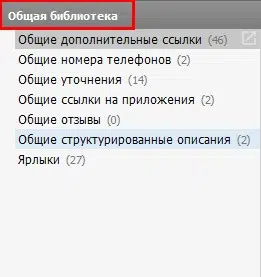 Общая библиотека
Общие дополнительные ссылки (46)
Общие номера телефонов (2)
Общие уточнения (14)
Общие ссылки на приложения (2)
Общие отзывы (0)
Общие структурированные описания (2)
Ярлыки (27)